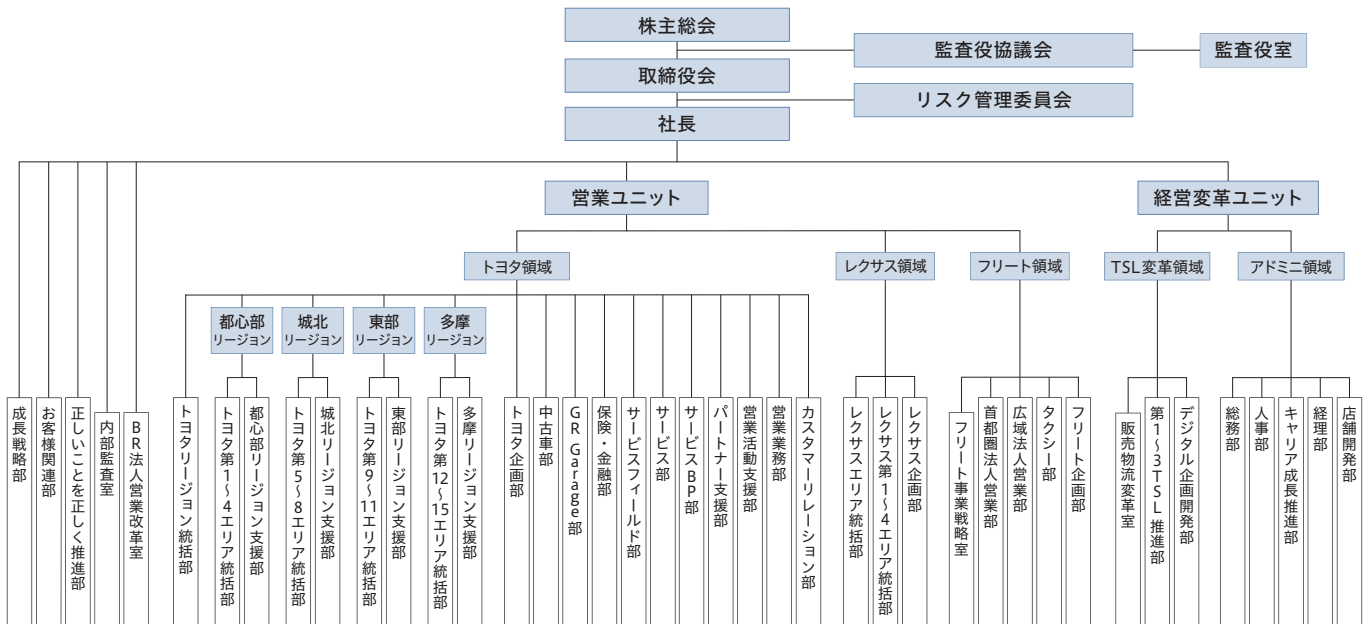 株主総会
監査役協議会
監査役室
取締役会
リスク管理委員会
社長
営業ユニット
経営変革ユニット
トヨタ領域
レクサス領域
フリート領域
TSL変革領域
アドミニ領域
都心部
リージョン
城北
リージョン
東部
リージョン
多摩
リージョン
成長戦略部
お客様関連部
正しいことを正しく推進部
内部監査室
BR法人営業改革室
トヨタリージョン統括部
トヨタ第1～4エリア統括部
都心部リージョン支援部
トヨタ第5～8エリア統括部
城北リージョン支援部
トヨタ第9～11エリア統括部
東部リージョン支援部
トヨタ第12～15エリア統括部
多摩リージョン支援部
トヨタ企画部
中古車部
GR Garage部
保険・金融部
サービスフィールド部
サービス部
サービスBP部
パートナー支援部
営業活動支援部
営業業務部
カスタマーリレーション部
レクサスエリア統括部
レクサス第1～4エリア統括部
レクサス企画部
フリート事業戦略室
首都圏法人営業部
広域法人営業部
タクシー部
フリート企画部
販売物流変革室
第1～3TSL推進部
デジタル企画開発部
総務部
人事部
キャリア成長推進部
経理部
店舗開発部